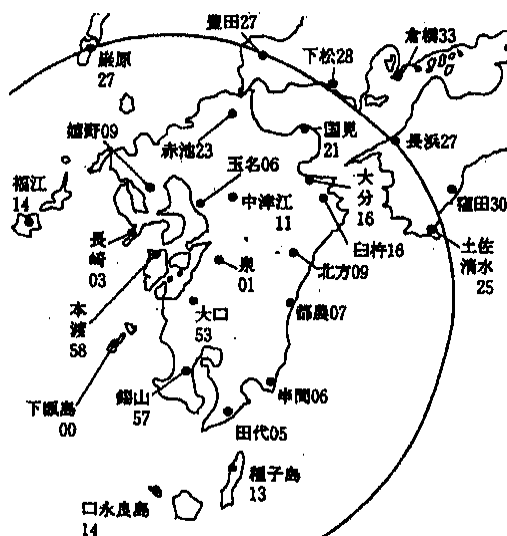 豊田27
倉橋33
下松28
厳原
27
嬉野09
赤池23
国見
21
長浜27
福江
14
玉名06
中津江
11
大分
16
窪田30
臼杵16
土佐清水
25
長崎
03
泉
01
北方09
本渡
58
大口
53
都農07
下甑島
00
錫山
57
串間06
田代05
種子島
13
口永良島
14